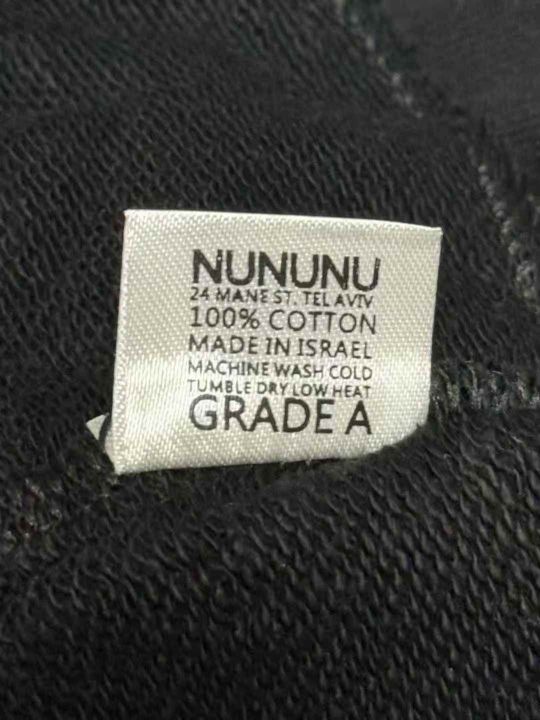 NUNUNU
24 MANE ST. TEL AVIV
100% COTTON
MADE IN ISRAEL
MACHINE WASH COLD
TUMBLE DRY LOW HEAT
GRADE A